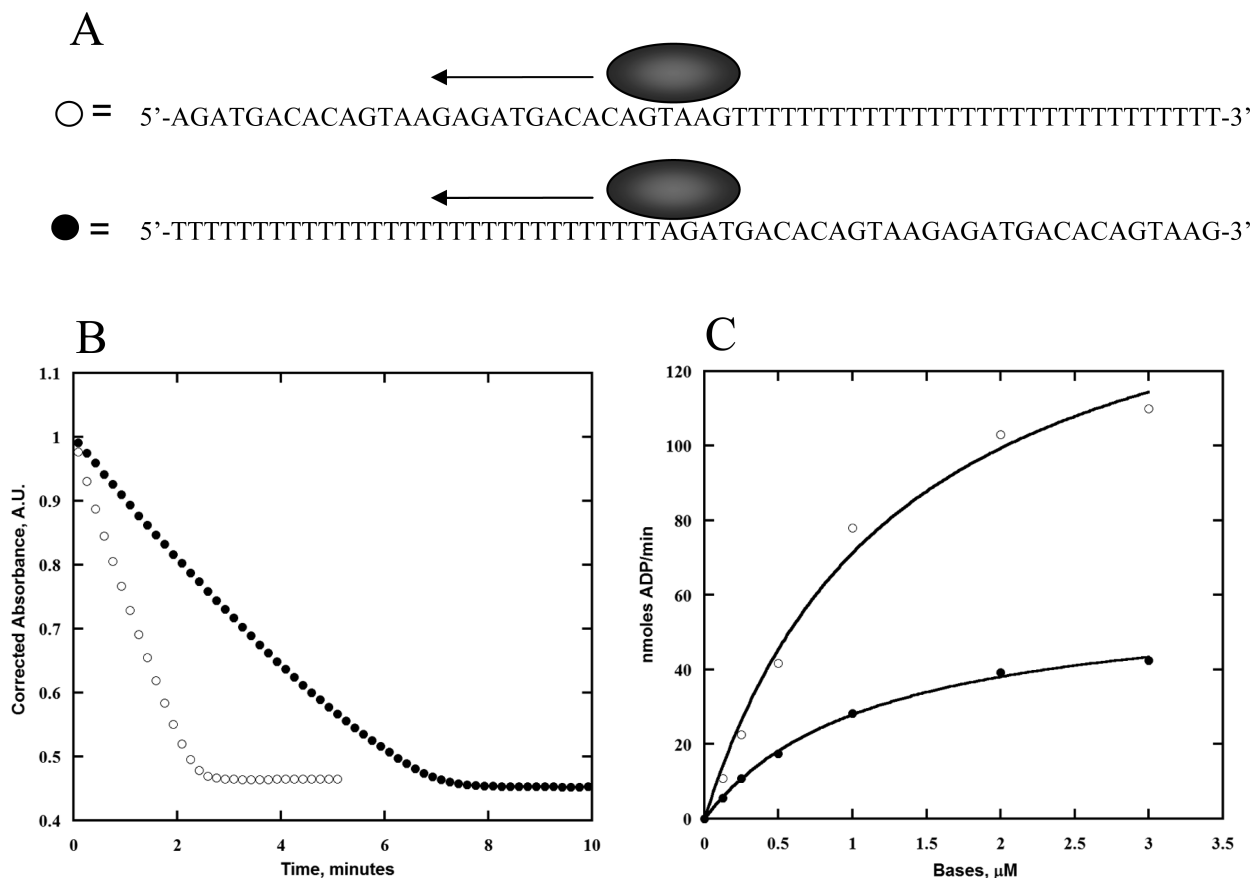 A
= 5’-AGATGACACAGTAAGAGATGACACAGTAAGTTTTTTTTTTTTTTTTTTTTTTTTTTTTTT-3’
= 5’-TTTTTTTTTTTTTTTTTTTTTTTTTTTTTTAGATGACACAGTAAGAGATGACACAGTAAG-3’
B
1.1
1
0.9
0.8
0.7
0.6
0.5
0.4
Corrected Absorbance, A.U.
0 2 4 6 8 10
Time, minutes
C
120
100
80
60
40
20
0
nmoles ADP/min
0 0.5 1 1.5 2 2.5 3 3.5
Bases, μM